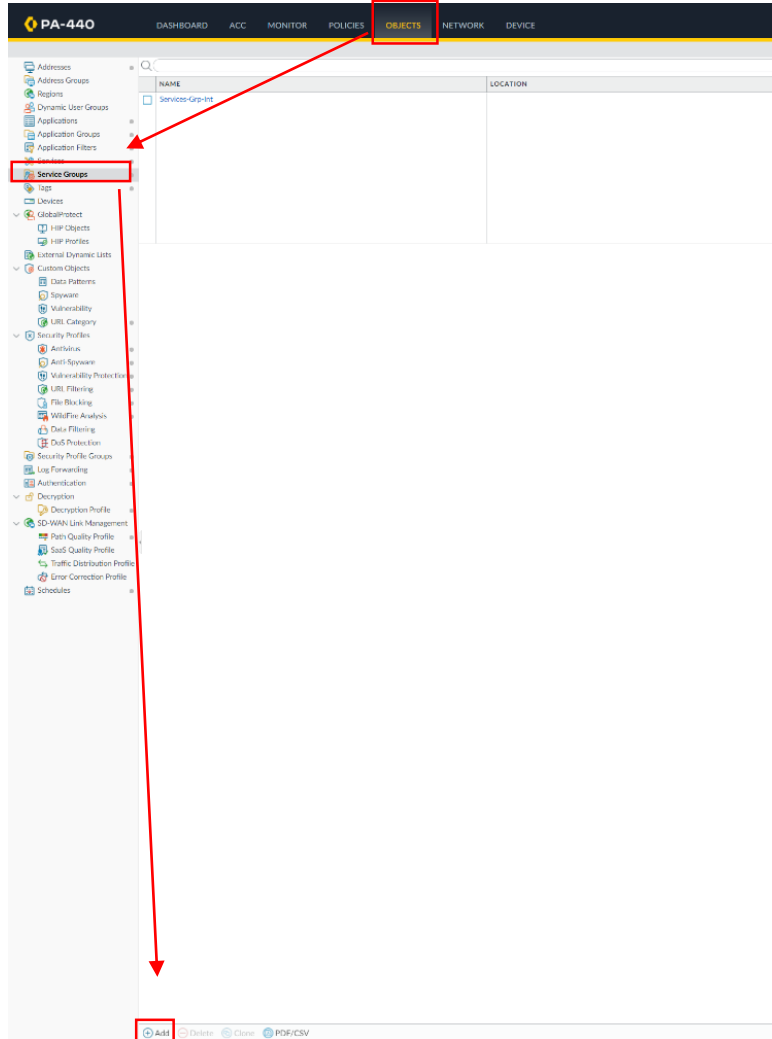 PA-440
DASHBOARD ACC MONITOR POLICIES OBJECTS NETWORK DEVICE
Addresses
Address Groups
Regions
Dynamic User Groups
Applications
Application Groups
Application Filters
Services
Service Groups
Tags
Devices
GlobalProtect
HIP Objects
HIP Profiles
External Dynamic Lists
Custom Objects
Data Patterns
Spyware
Vulnerability
URL Category
Security Profiles
Antivirus
Anti-Spyware
Vulnerability Protection
URL Filtering
File Blocking
WildFire Analysis
Data Filtering
DoS Protection
Security Profile Groups
Log Forwarding
Authentication
Decryption
Decryption Profile
SD-WAN Link Management
Path Quality Profile
SaaS Quality Profile
Traffic Distribution Profile
Error Correction Profile
Schedules
NAME LOCATION
Services-Grp-Int
Add Delete Clone PDF/CSV